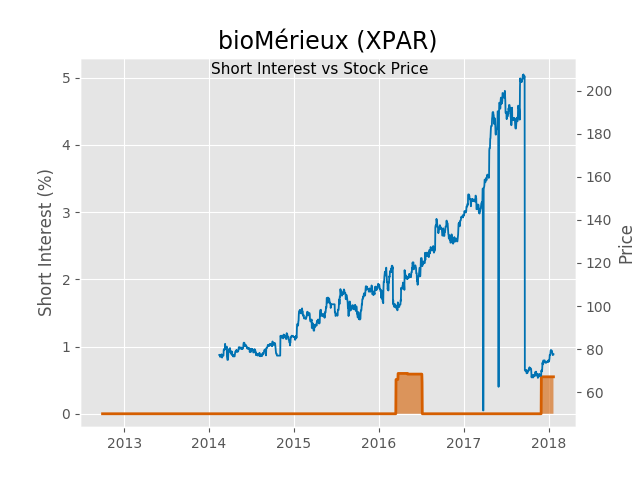 bioMérieux (XPAR)
Short Interest vs Stock Price
5
4
3
2
1
0
Short Interest (%)
200
180
160
140
120
100
80
60
Price
2013 2014 2015 2016 2017 2018